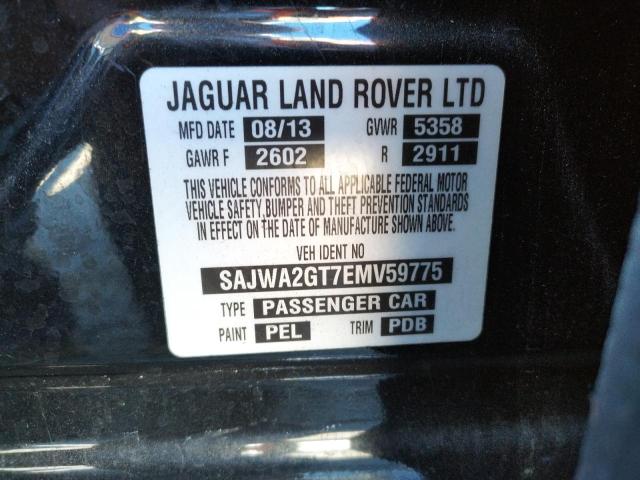 JAGUAR LAND ROVER LTD
MFD DATE 08/13 GVWR 5358
GAWR F 2602 R 2911
THIS VEHICLE CONFORMS TO ALL APPLICABLE FEDERAL MOTOR
VEHICLE SAFETY, BUMPER AND THEFT PREVENTION STANDARDS
IN EFFECT ON THE DATE OF MANUFACTURE SHOWN ABOVE.
VEH IDENT NO
SAJWA2GT7EMV59775
TYPE PASSENGER CAR
PAINT PEL TRIM PDB